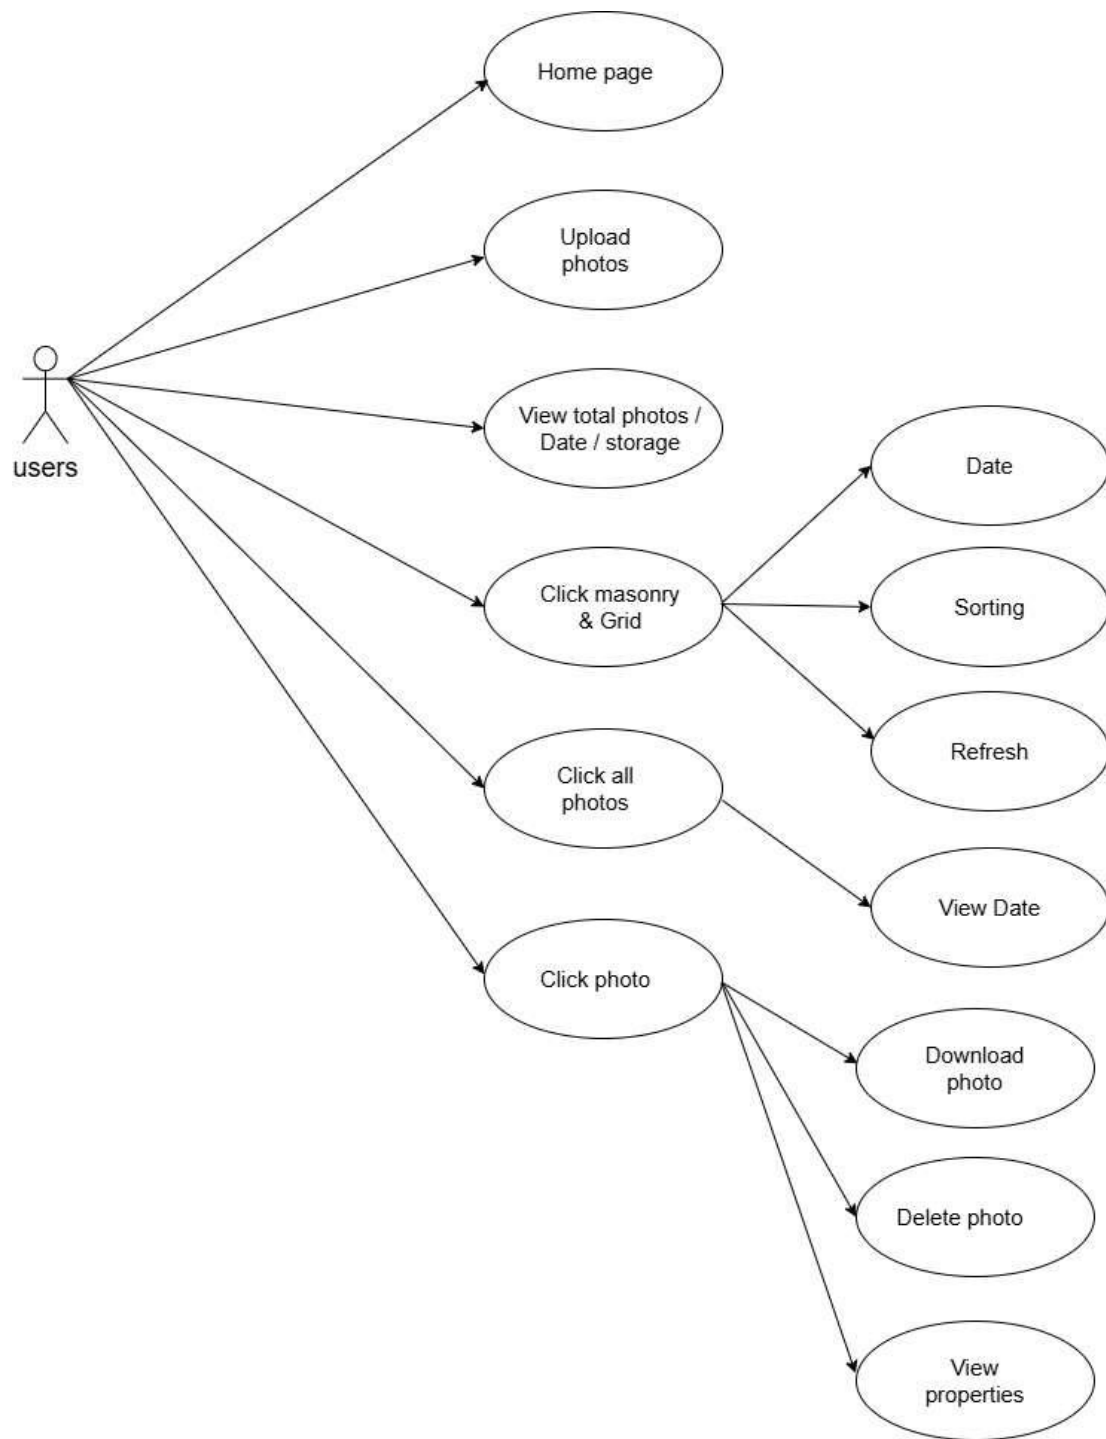 Home page
Upload
photos
users
View total photos /
Date / storage
Date
Click masonry
& Grid
Sorting
Refresh
Click all
photos
View Date
Click photo
Download
photo
Delete photo
View
properties